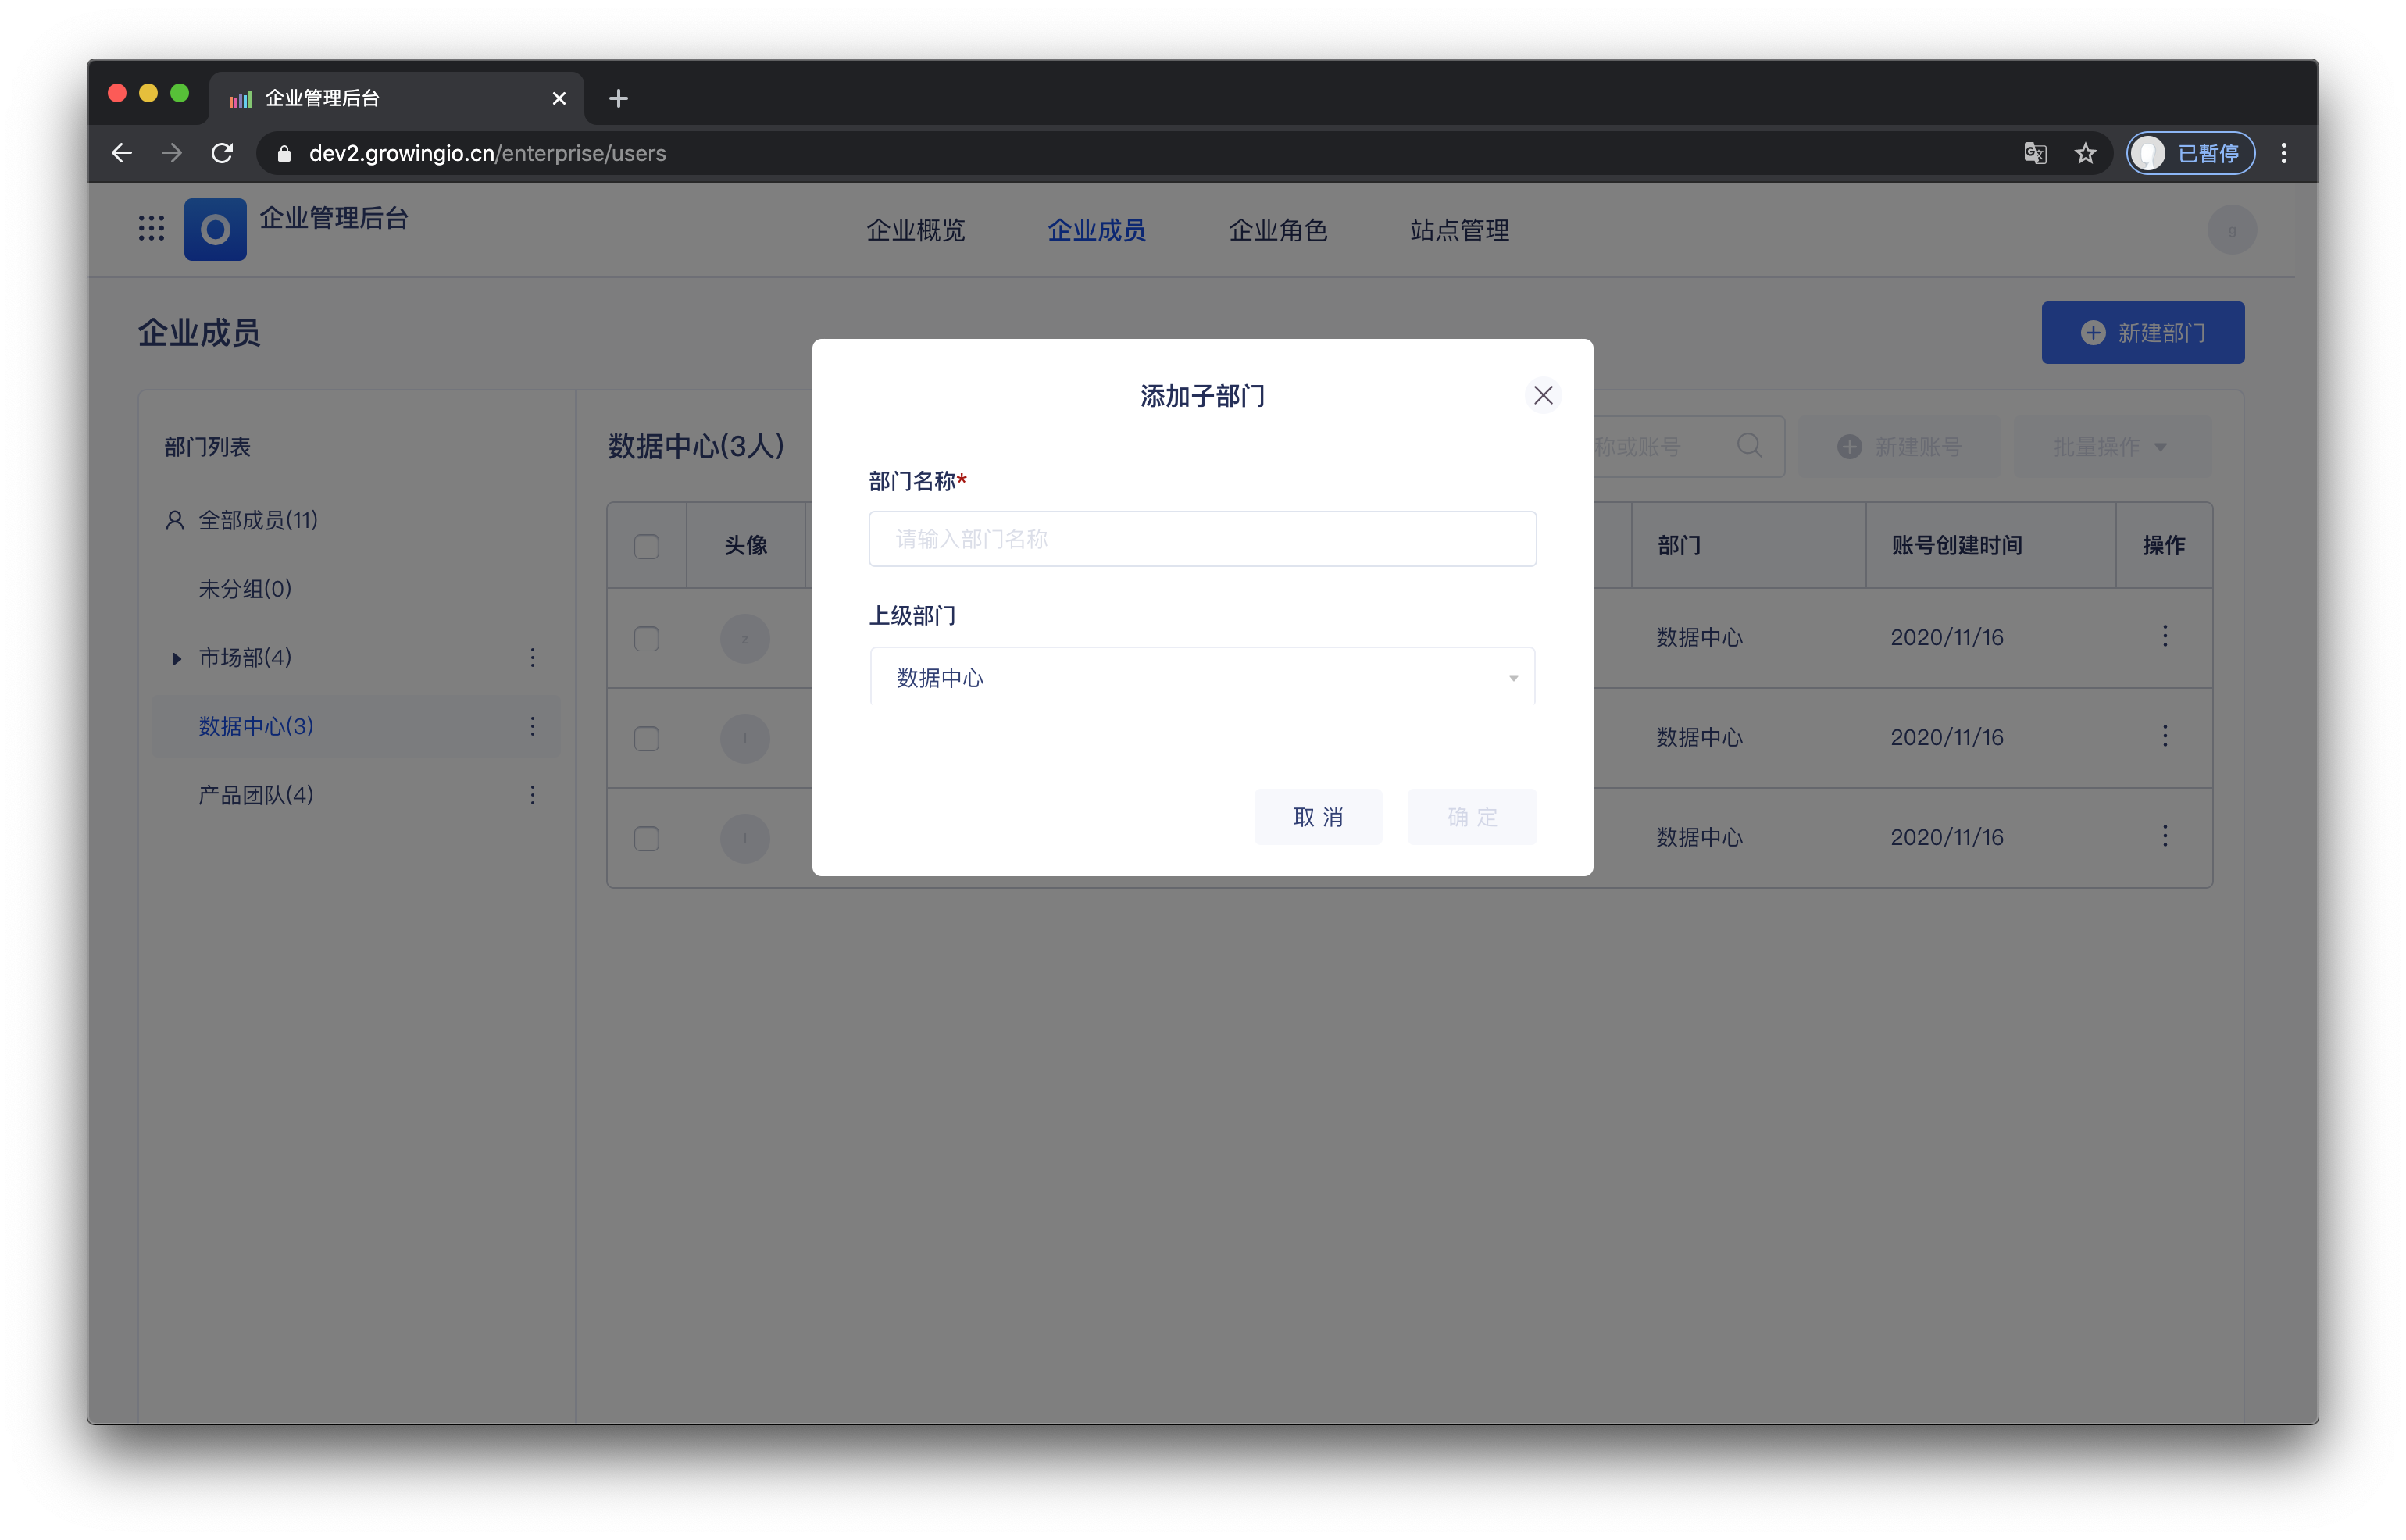 企业管理后台
dev2.growingio.cn/enterprise/users
已暂停
企业管理后台
企业概览
企业成员
企业角色
站点管理
g
企业成员
新建部门
部门列表
全部成员(11)
未分组(0)
市场部(4)
数据中心(3)
产品团队(4)
数据中心(3人)
称或账号
新建账号
批量操作
头像
部门
账号创建时间
操作
z
数据中心
2020/11/16
l
数据中心
2020/11/16
数据中心
2020/11/16
添加子部门
部门名称*
请输入部门名称
上级部门
数据中心
取 消
确 定